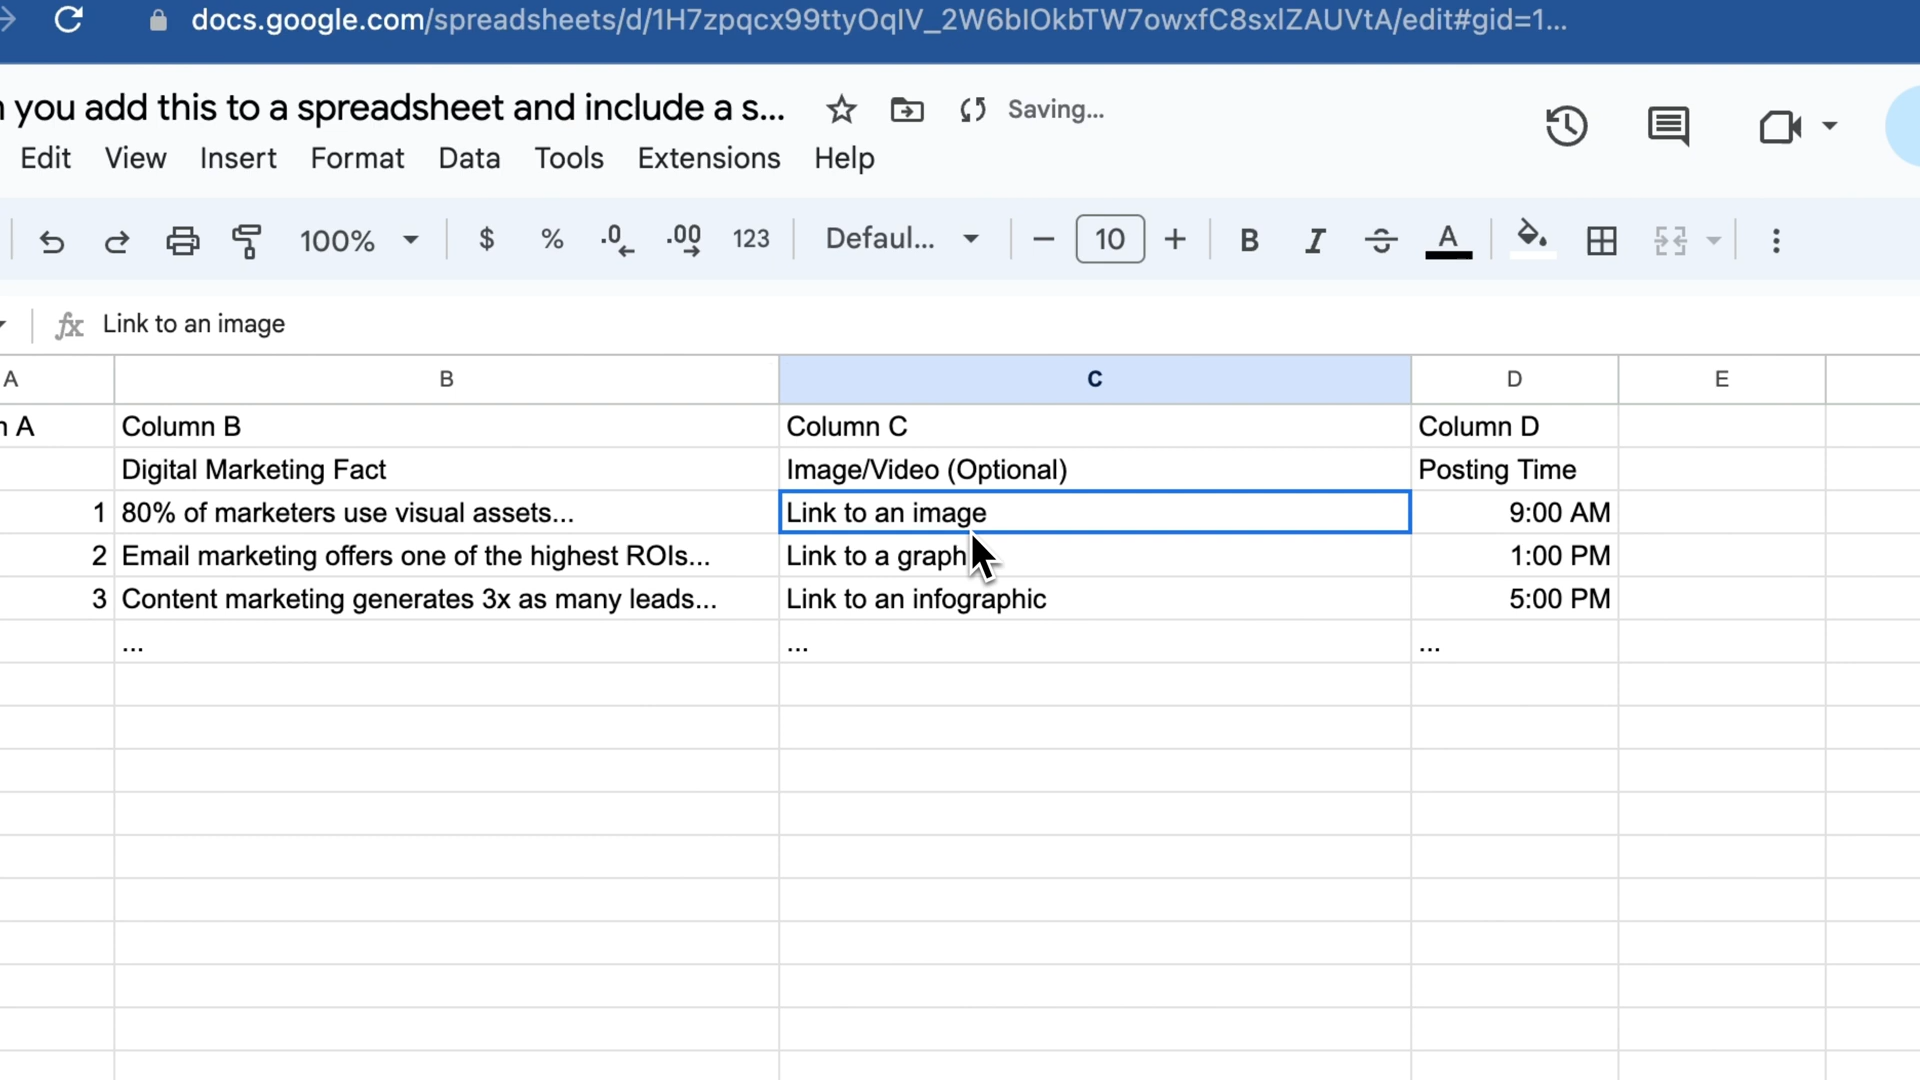 docs.google.com/spreadsheets/d/1H7zpqcx99ttyOqIV_2W6bIOkbTW7owxfC8sxIZAUVtA/edit#gid=1...
you add this to a spreadsheet and include a s... Saving...
Edit View Insert Format Data Tools Extensions Help
100% $ % .0 .00 123 Defaul... − 10 + B I S A
fx Link to an image
A B C D E
A Column B Column C Column D
Digital Marketing Fact Image/Video (Optional) Posting Time
1 80% of marketers use visual assets... Link to an image 9:00 AM
2 Email marketing offers one of the highest ROIs... Link to a graph 1:00 PM
3 Content marketing generates 3x as many leads... Link to an infographic 5:00 PM
... ... ...